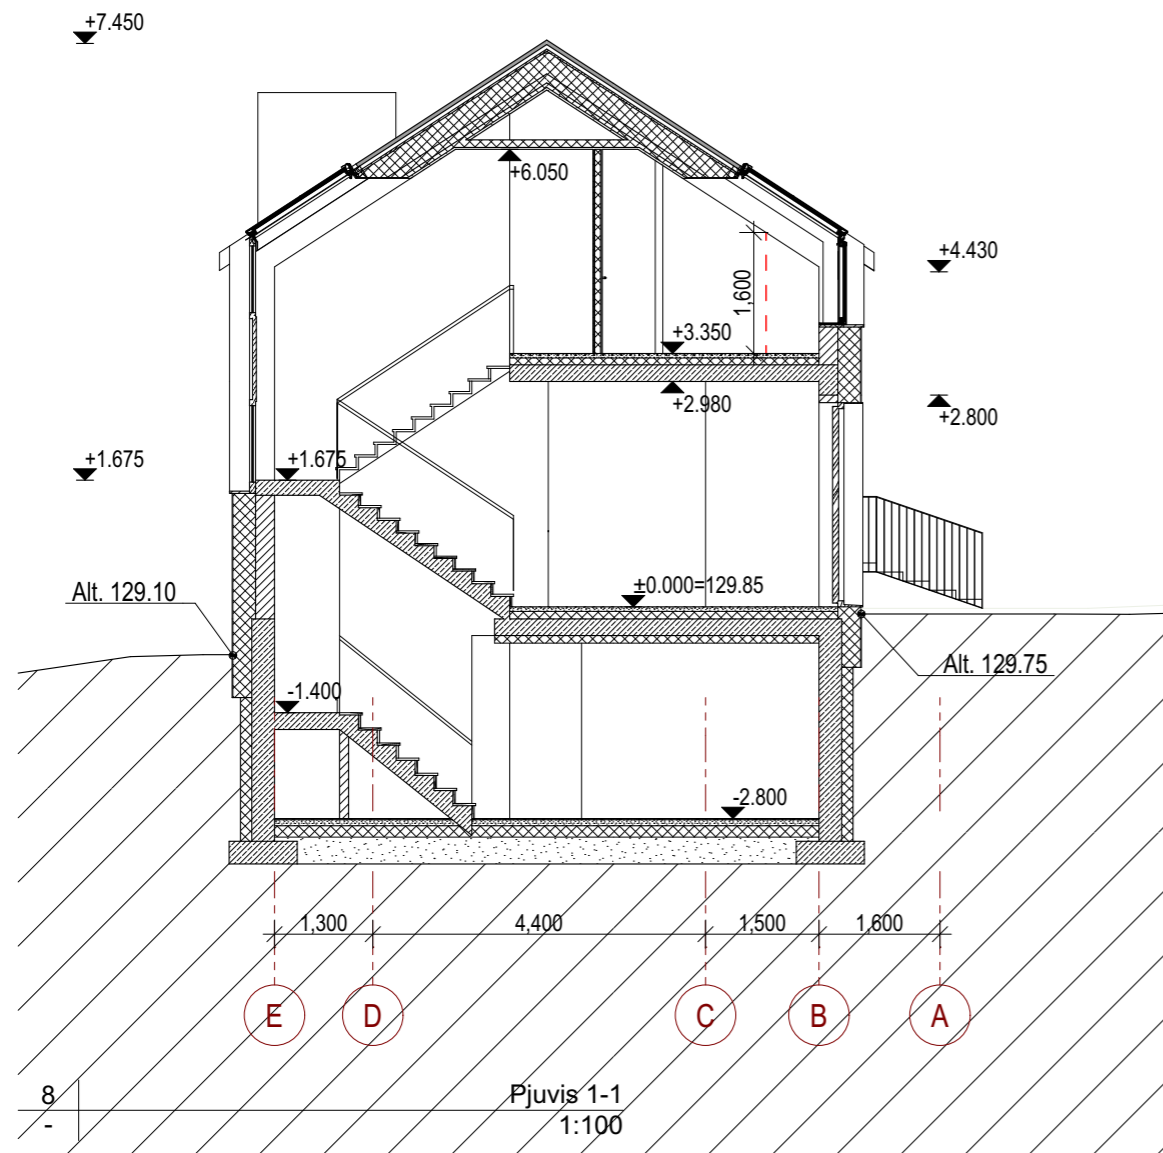 +7.450
+6.050
+4.430
1,600
+3.350
+2.980
+2.800
+1.675
+1.675
Alt. 129.10
±0.000=129.85
Alt. 129.75
-1.400
-2.800
1,300
4,400
1,500
1,600
E
D
C
B
A
8
Pjuvis 1-1
-
1:100